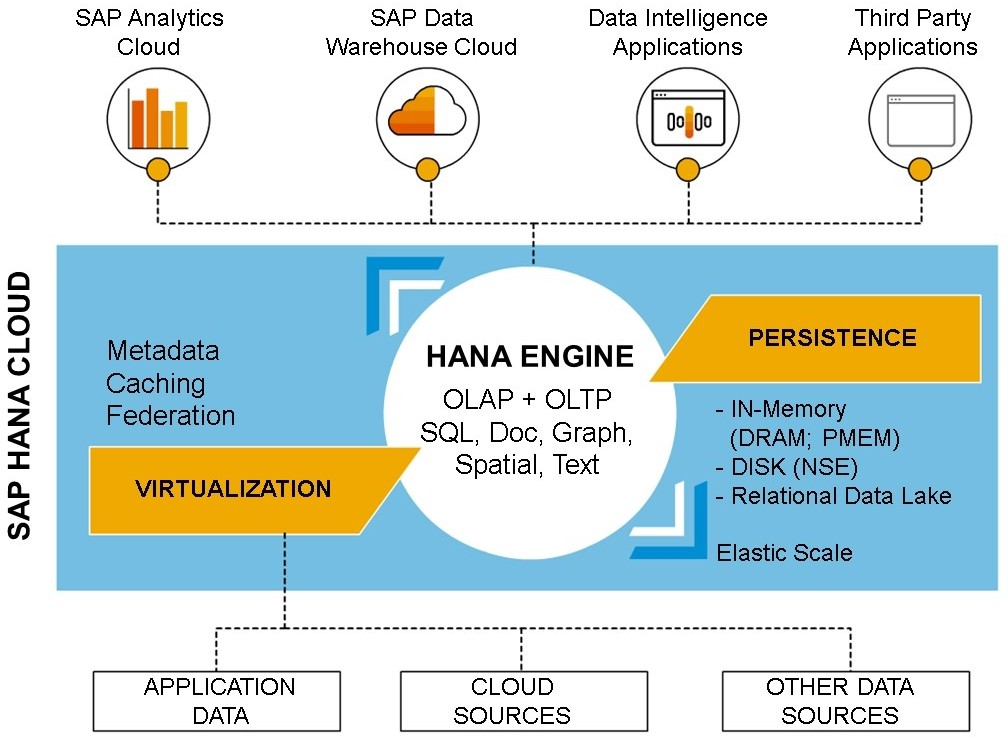 SAP Analytics
Cloud
SAP Data
Warehouse Cloud
Data Intelligence
Applications
Third Party
Applications
SAP HANA CLOUD
Metadata
Caching
Federation
VIRTUALIZATION
HANA ENGINE
OLAP + OLTP
SQL, Doc, Graph,
Spatial, Text
PERSISTENCE
- IN-Memory
(DRAM; PMEM)
- DISK (NSE)
- Relational Data Lake
Elastic Scale
APPLICATION
DATA
CLOUD
SOURCES
OTHER DATA
SOURCES